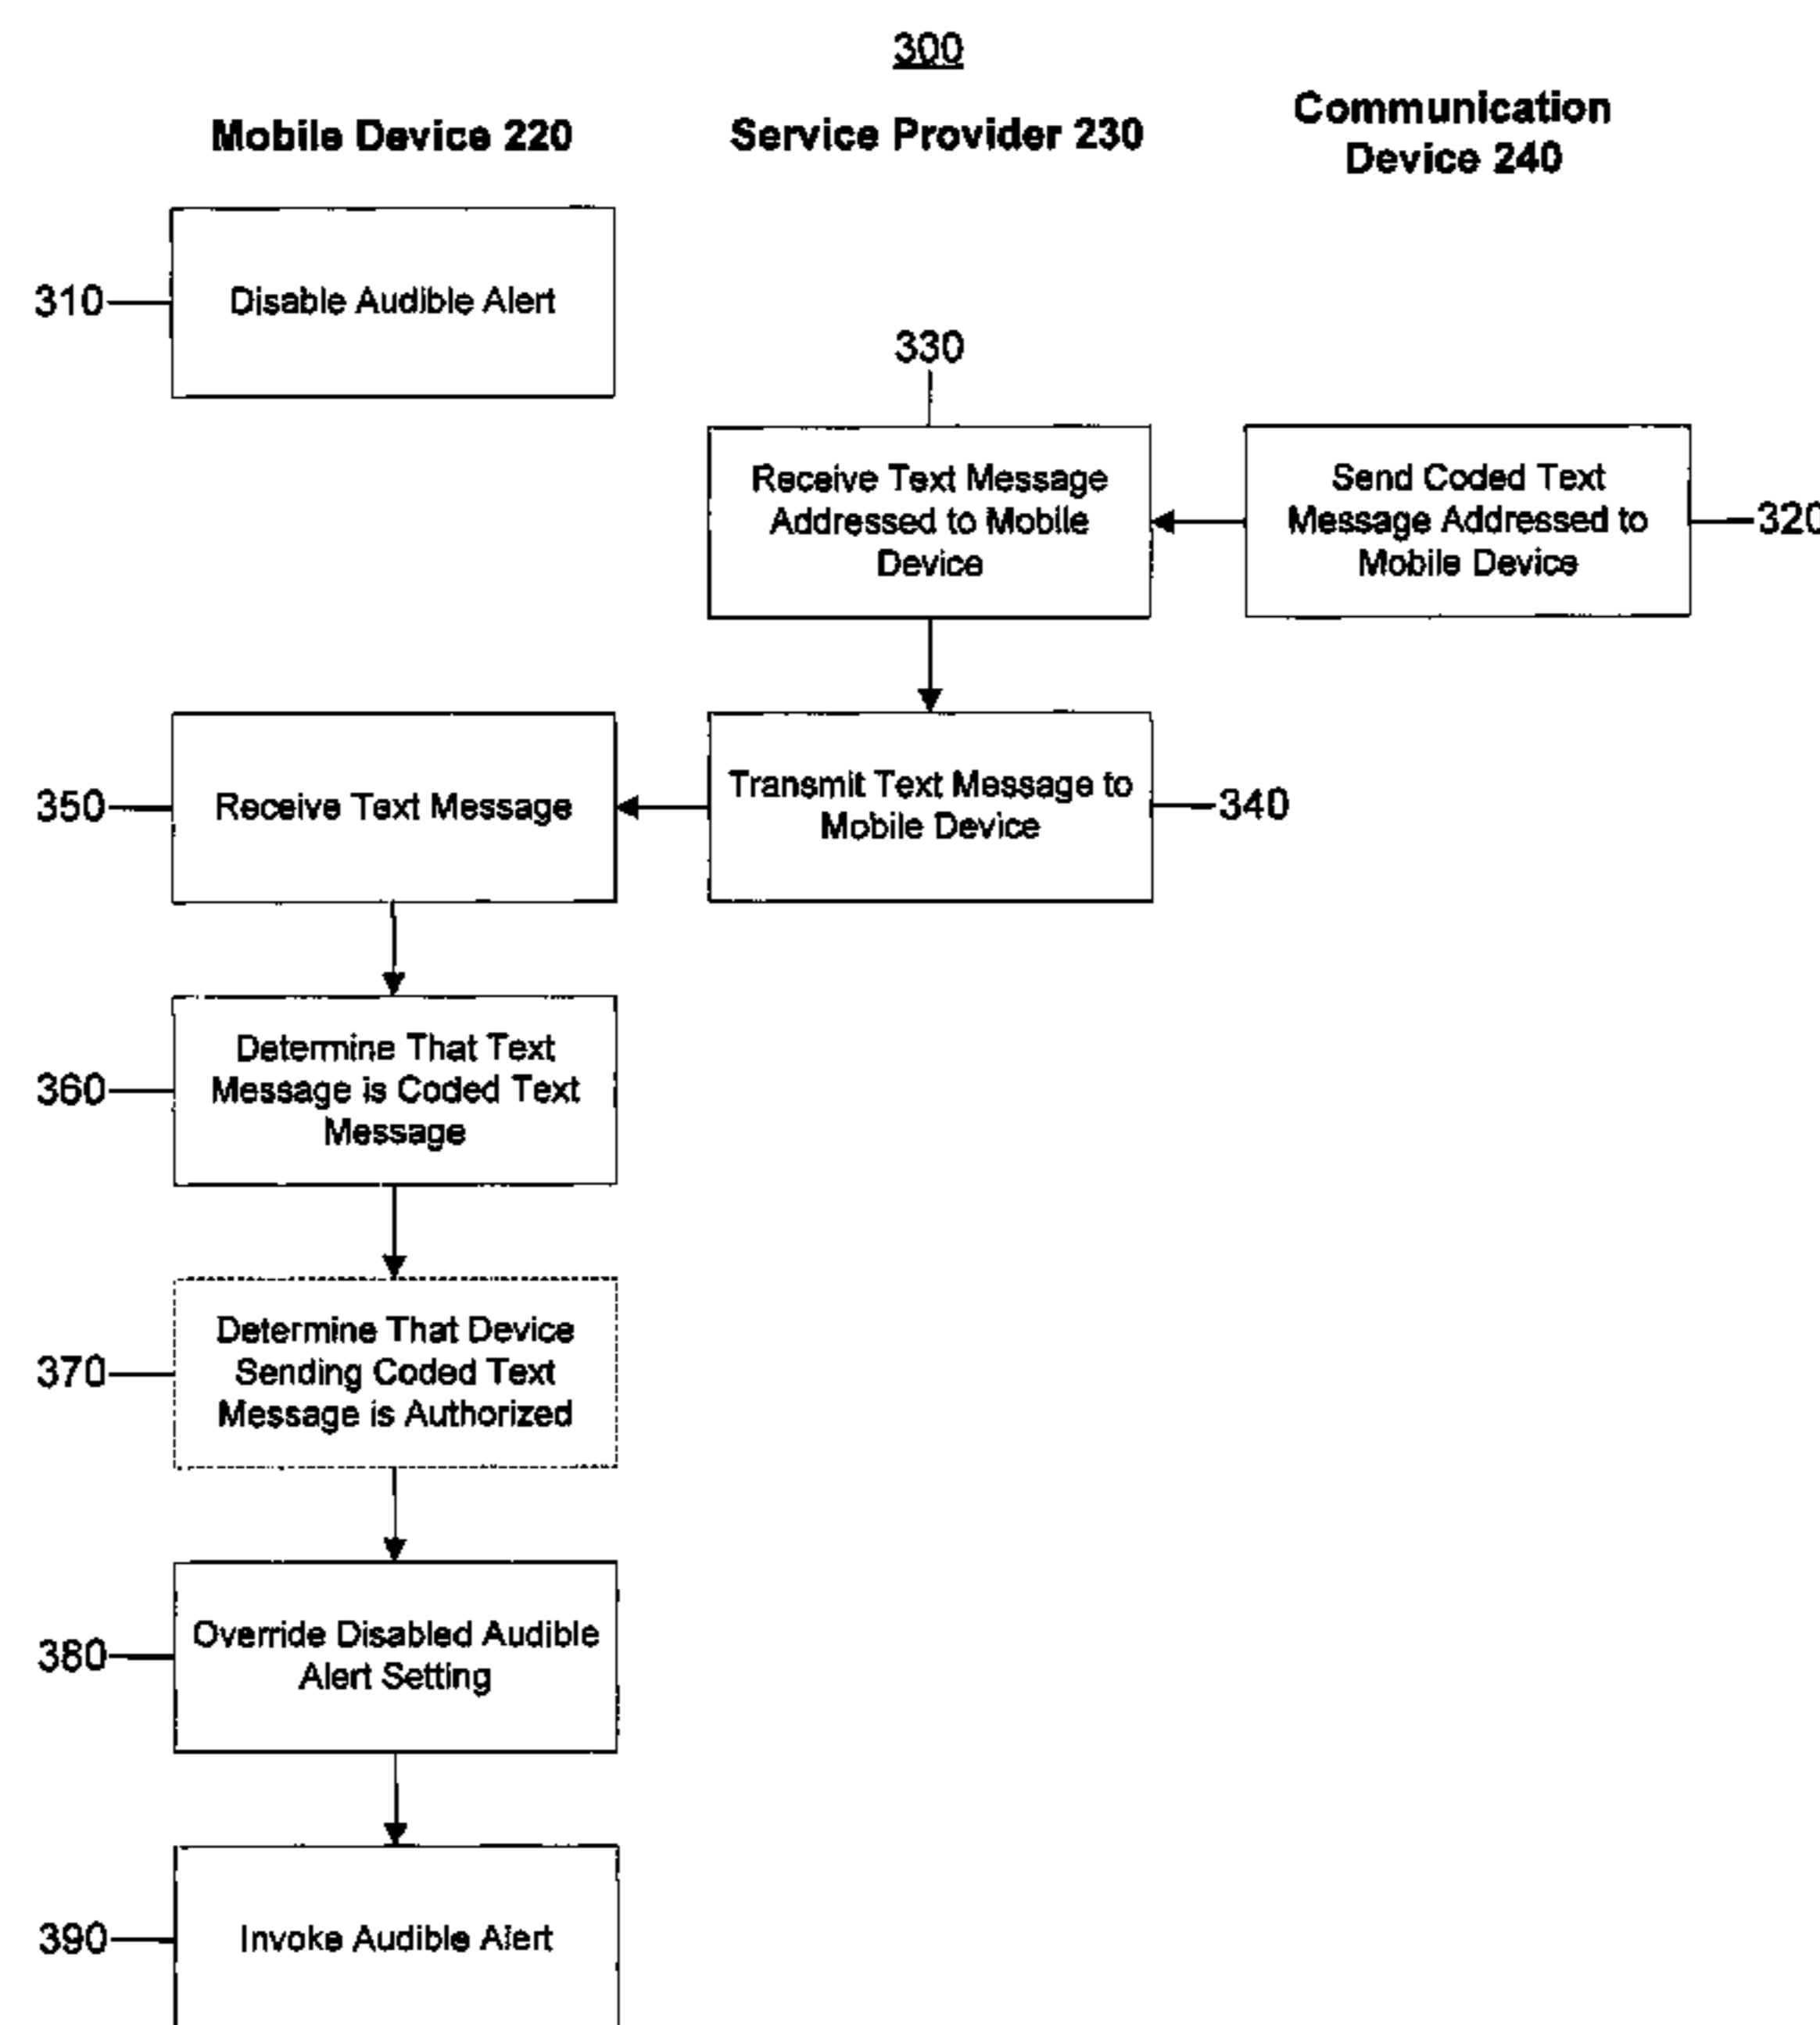 300
Mobile Device 220
Service Provider 230
Communication
Device 240
310
Disable Audible Alert
330
Receive Text Message
Addressed to Mobile
Device
Send Coded Text
Message Addressed to
Mobile Device
320
350
Receive Text Message
Transmit Text Message to
Mobile Device
340
360
Determine That Text
Message is Coded Text
Message
370
Determine That Device
Sending Coded Text
Message is Authorized
380
Override Disabled Audible
Alert Setting
390
Invoke Audible Alert